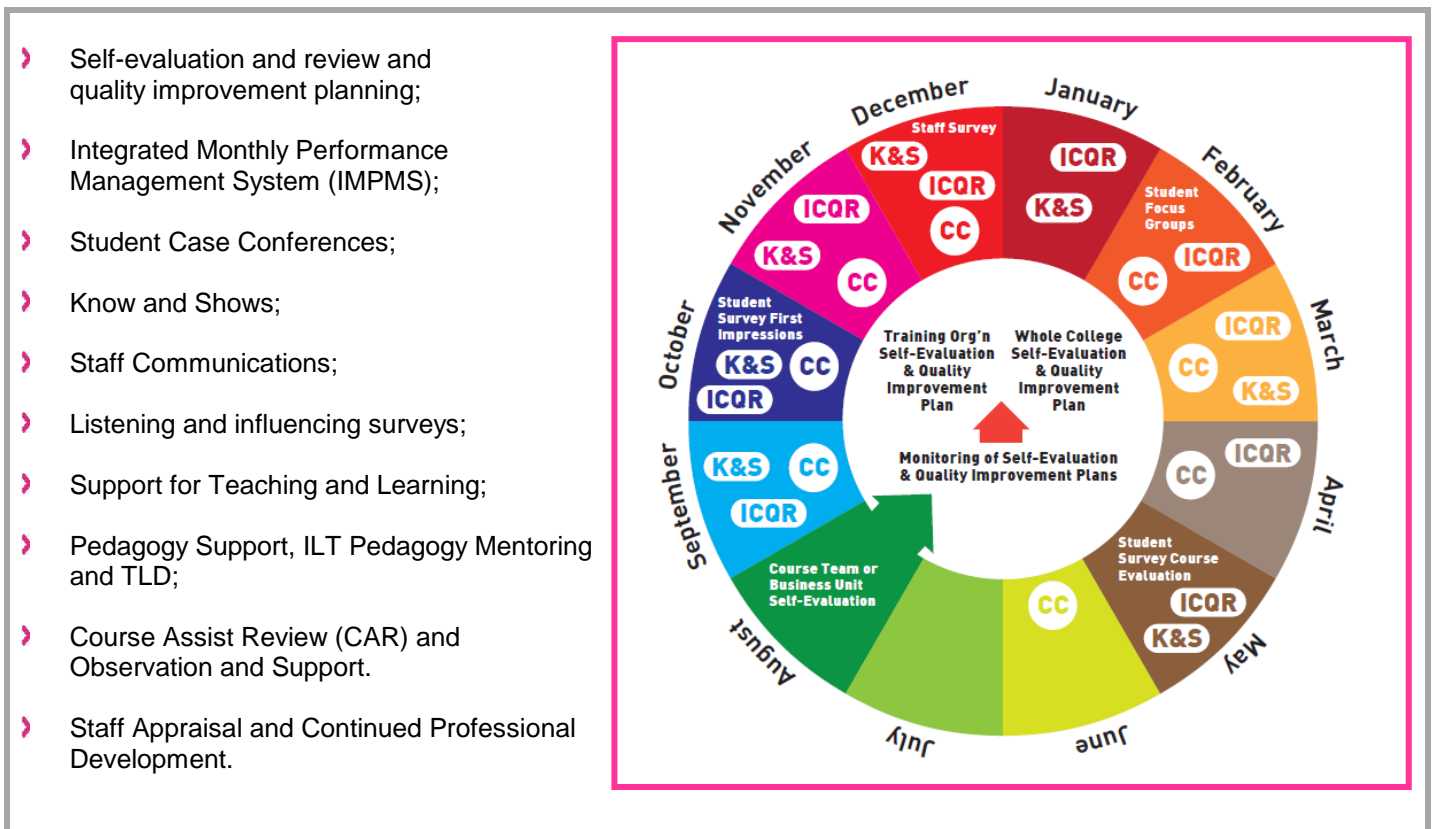 Self-evaluation and review and
quality improvement planning;
Integrated Monthly Performance
Management System (IMPMS);
Student Case Conferences;
Know and Shows;
Staff Communications;
Listening and influencing surveys;
Support for Teaching and Learning;
Pedagogy Support, ILT Pedagogy Mentoring
and TLD;
Course Assist Review (CAR) and
Observation and Support.
Staff Appraisal and Continued Professional
Development.
January
ICQR
K&S
February
Student
Focus
Groups
ICQR
CC
March
ICQR
CC
K&S
April
ICQR
CC
May
Student
Survey Course
Evaluation
ICQR
K&S
June
CC
July
August
Course Team or
Business Unit
Self-Evaluation
September
K&S
CC
ICQR
October
Student
Survey First
Impressions
K&S
CC
ICQR
November
ICQR
K&S
CC
December
Staff Survey
K&S
ICQR
CC
Training Org'n
Self-Evaluation
& Quality
Improvement
Plan
Whole College
Self-Evaluation
& Quality
Improvement
Plan
Monitoring of Self-Evaluation
& Quality Improvement Plans